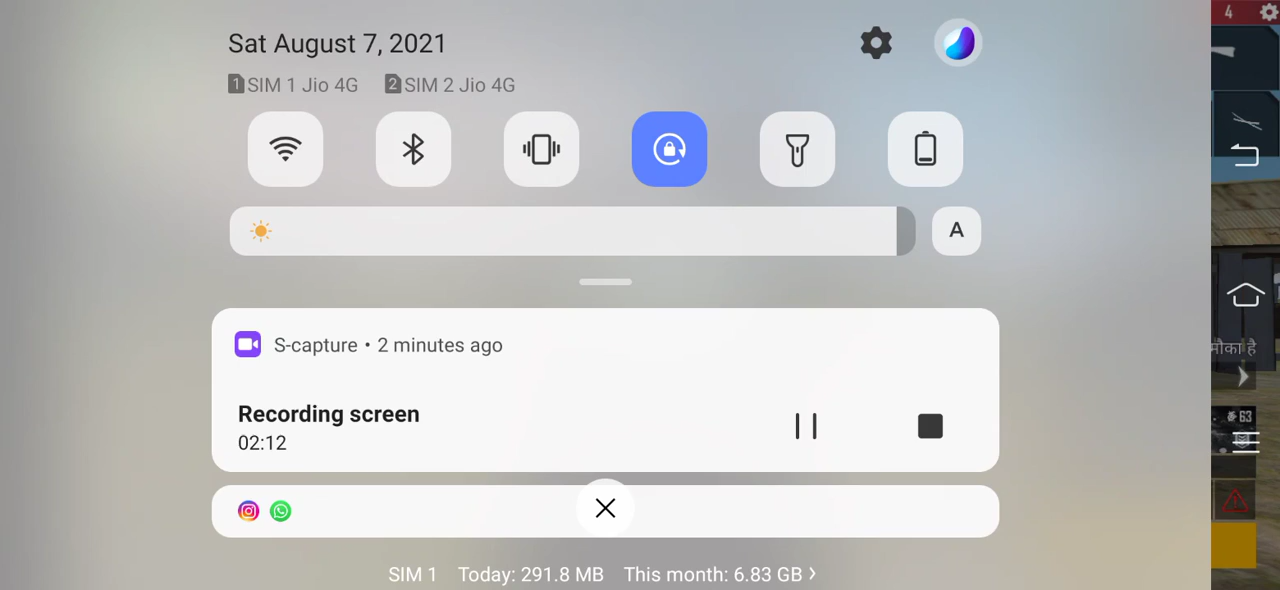 Sat August 7, 2021
4
1 SIM 1 Jio 4G 2 SIM 2 Jio 4G
A
S-capture • 2 minutes ago
मौका है
Recording screen
02:12
63
SIM 1 Today: 291.8 MB This month: 6.83 GB >